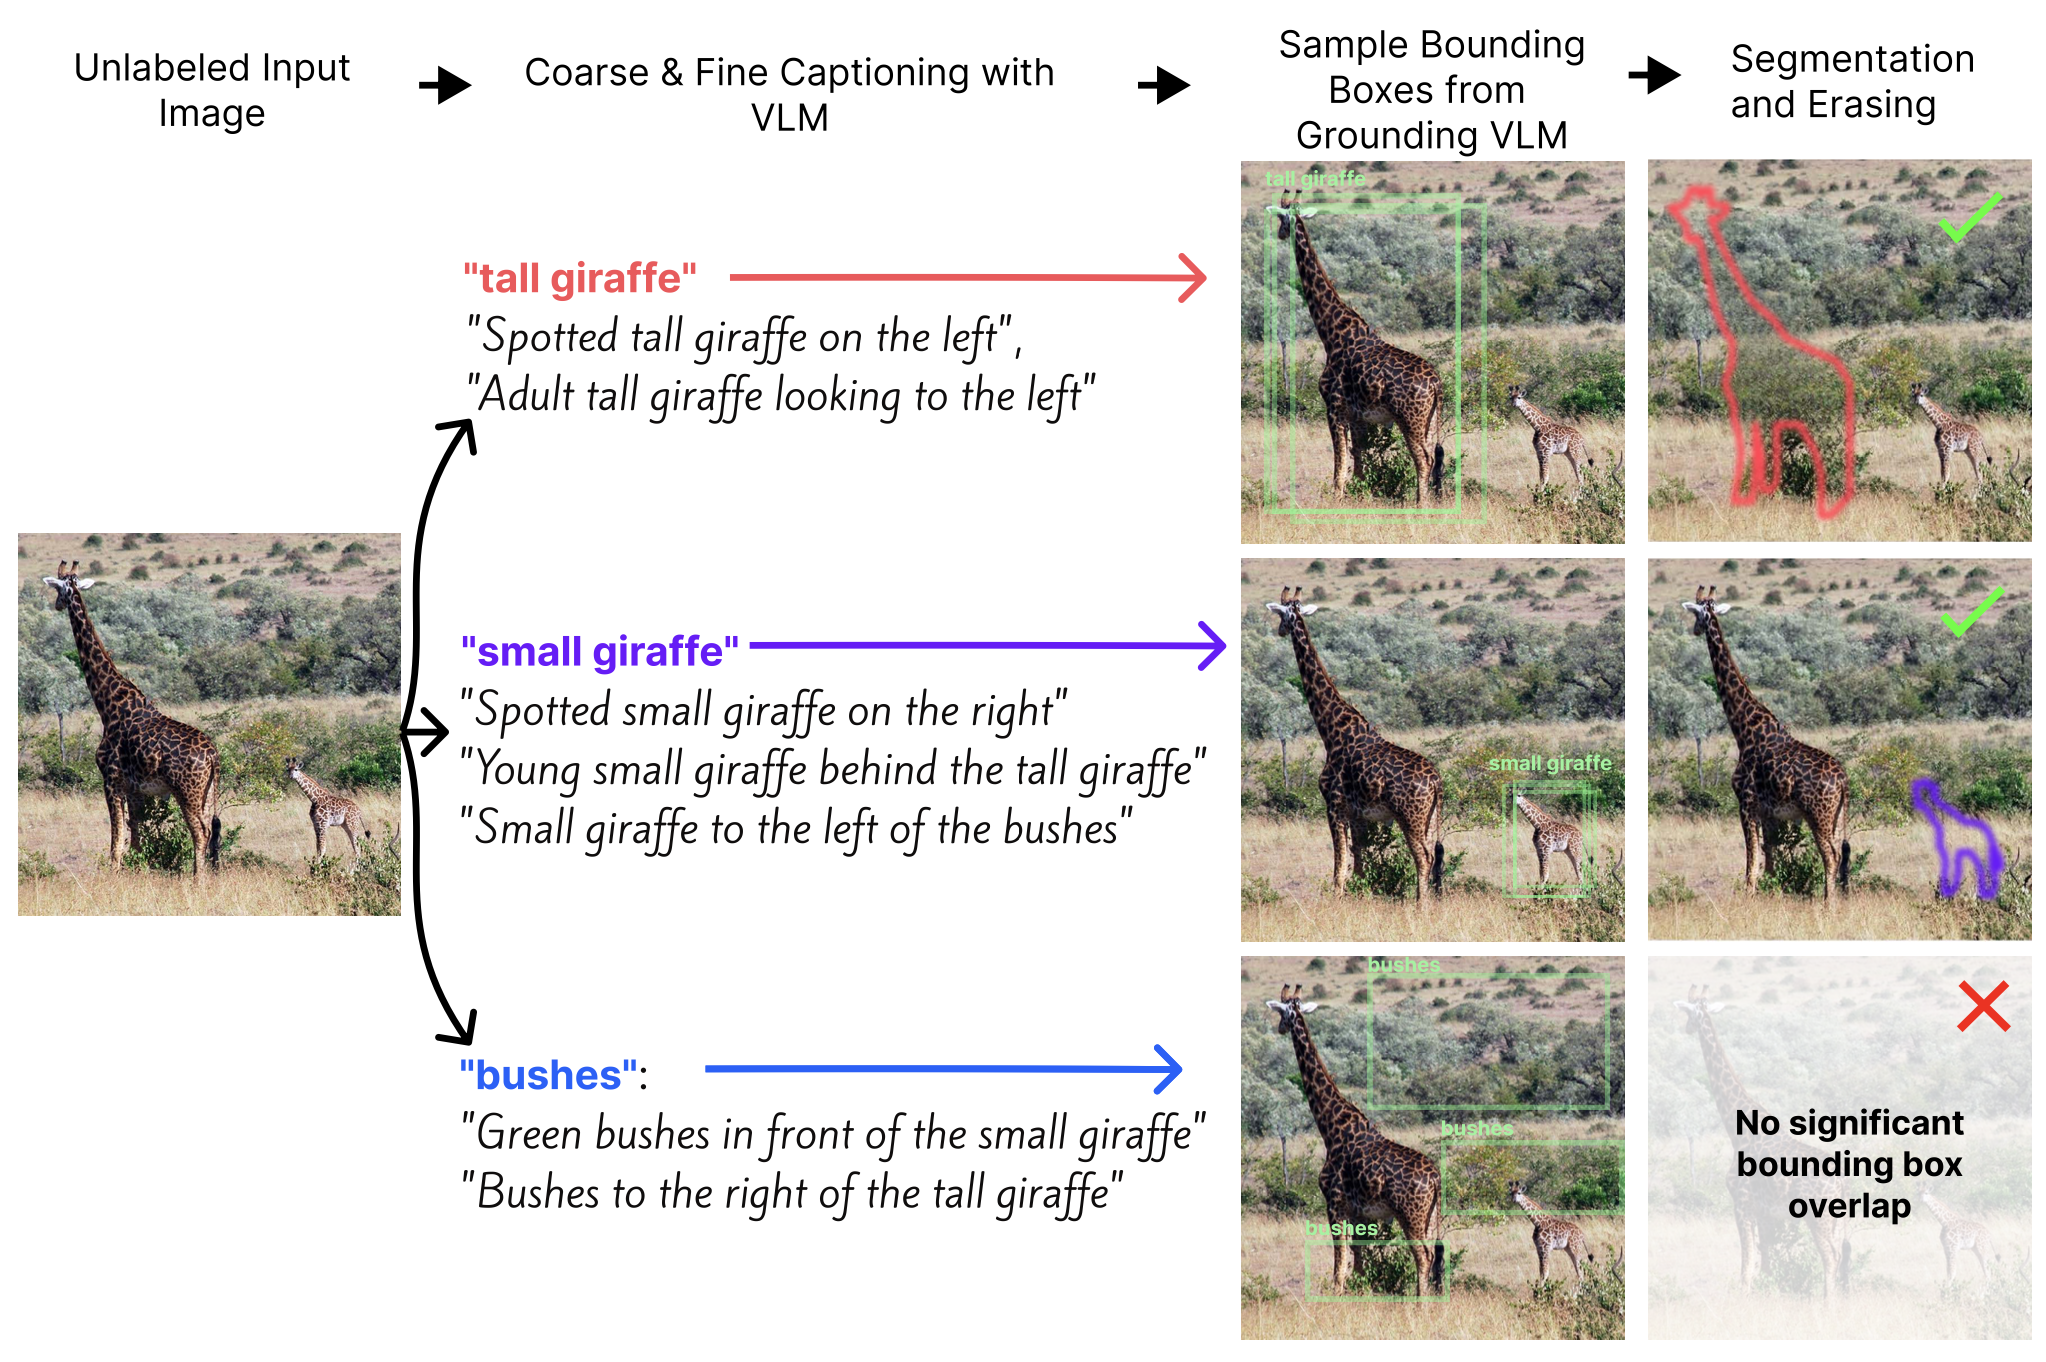 Unlabeled Input
Image
Coarse & Fine Captioning with
VLM
Sample Bounding
Boxes from
Grounding VLM
Segmentation
and Erasing
"tall giraffe"
"Spotted tall giraffe on the left",
"Adult tall giraffe looking to the left"
tall giraffe
"small giraffe"
"Spotted small giraffe on the right"
"Young small giraffe behind the tall giraffe"
"Small giraffe to the left of the bushes"
small giraffe
"bushes":
"Green bushes in front of the small giraffe"
"Bushes to the right of the tall giraffe"
bushes
bushes
bushes
No significant
bounding box
overlap